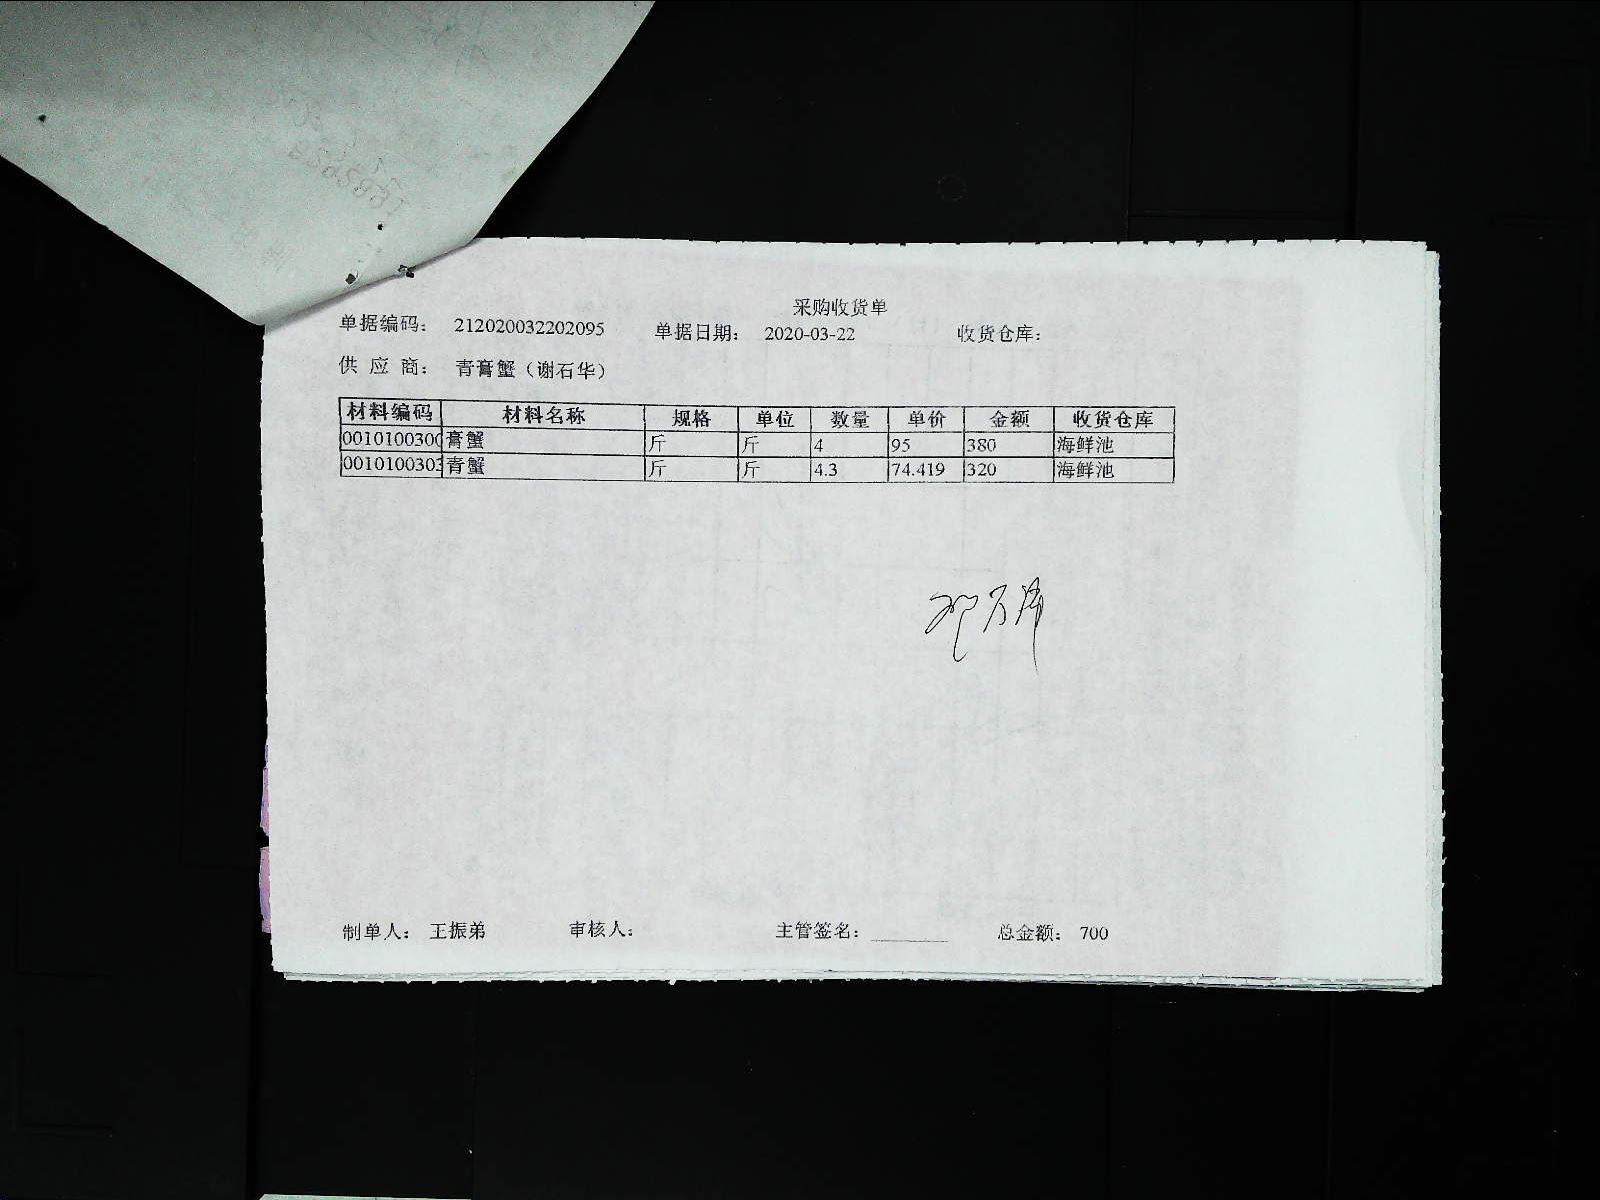 采购收货单
单据编码： 212020032202095 单据日期： 2020-03-22 收货仓库：
供 应 商： 青膏蟹（谢石华）
材料编码 材料名称 规格 单位 数量 单价 金额 收货仓库
0010100300 膏蟹 斤 斤 4 95 380 海鲜池
0010100303 青蟹 斤 斤 4.3 74.419 320 海鲜池
制单人： 王振弟 审核人： 主管签名： 总金额： 700